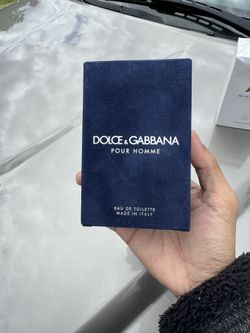 DOLCE & GABBANA
POUR HOMME
EAU DE TOILETTE
MADE IN ITALY